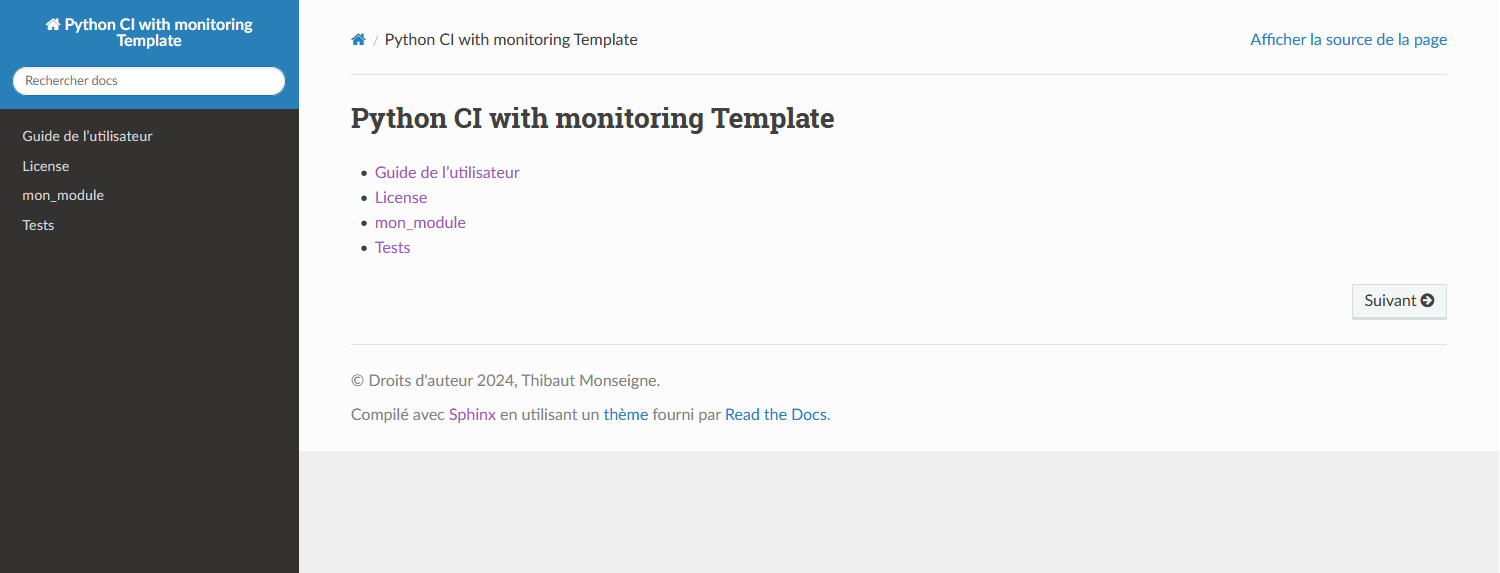 Python CI with monitoring
Template
Rechercher docs
Guide de l’utilisateur
License
mon_module
Tests
/ Python CI with monitoring Template
Afficher la source de la page
Python CI with monitoring Template
• Guide de l’utilisateur
• License
• mon_module
• Tests
Suivant
© Droits d'auteur 2024, Thibaut Monseigne.
Compilé avec Sphinx en utilisant un thème fourni par Read the Docs.